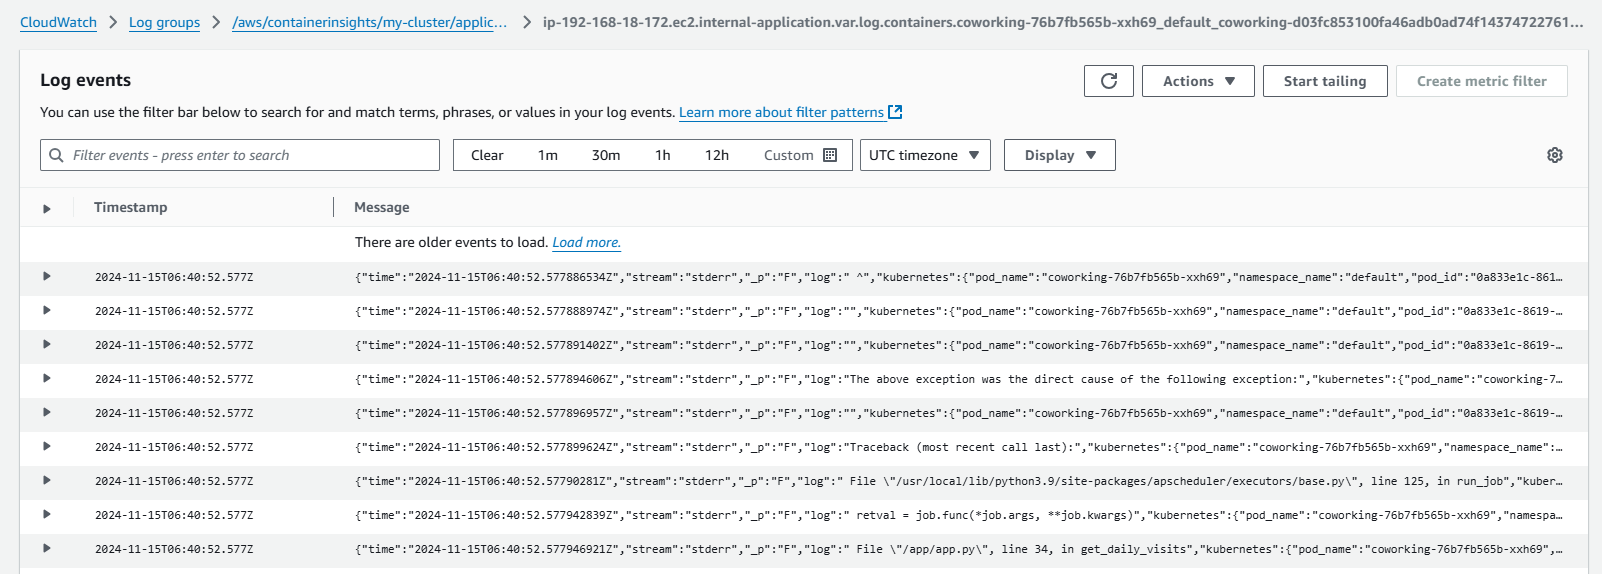 CloudWatch > Log groups > /aws/containerinsights/my-cluster/applic... > ip-192-168-18-172.ec2.internal-application.var.log.containers.coworking-76b7fb565b-xxh69_default_coworking-d03fc853100fa46adb0ad74f14374722761...
Log events
Actions
Start tailing
Create metric filter
You can use the filter bar below to search for and match terms, phrases, or values in your log events. Learn more about filter patterns
Filter events - press enter to search
Clear 1m 30m 1h 12h Custom
UTC timezone
Display
Timestamp Message
There are older events to load. Load more.
2024-11-15T06:40:52.577Z {"time":"2024-11-15T06:40:52.577886534Z","stream":"stderr","_p":"F","log":" ^","kubernetes":{"pod_name":"coworking-76b7fb565b-xxh69","namespace_name":"default","pod_id":"0a833e1c-861...
2024-11-15T06:40:52.577Z {"time":"2024-11-15T06:40:52.577888974Z","stream":"stderr","_p":"F","log":"","kubernetes":{"pod_name":"coworking-76b7fb565b-xxh69","namespace_name":"default","pod_id":"0a833e1c-8619-...
2024-11-15T06:40:52.577Z {"time":"2024-11-15T06:40:52.577891402Z","stream":"stderr","_p":"F","log":"","kubernetes":{"pod_name":"coworking-76b7fb565b-xxh69","namespace_name":"default","pod_id":"0a833e1c-8619-...
2024-11-15T06:40:52.577Z {"time":"2024-11-15T06:40:52.577894606Z","stream":"stderr","_p":"F","log":"The above exception was the direct cause of the following exception:","kubernetes":{"pod_name":"coworking-7...
2024-11-15T06:40:52.577Z {"time":"2024-11-15T06:40:52.577896957Z","stream":"stderr","_p":"F","log":"","kubernetes":{"pod_name":"coworking-76b7fb565b-xxh69","namespace_name":"default","pod_id":"0a833e1c-8619-...
2024-11-15T06:40:52.577Z {"time":"2024-11-15T06:40:52.577899624Z","stream":"stderr","_p":"F","log":"Traceback (most recent call last):","kubernetes":{"pod_name":"coworking-76b7fb565b-xxh69","namespace_name":...
2024-11-15T06:40:52.577Z {"time":"2024-11-15T06:40:52.57790281Z","stream":"stderr","_p":"F","log":" File \"/usr/local/lib/python3.9/site-packages/apscheduler/executors/base.py\", line 125, in run_job","kuber...
2024-11-15T06:40:52.577Z {"time":"2024-11-15T06:40:52.577942839Z","stream":"stderr","_p":"F","log":" retval = job.func(*job.args, **job.kwargs)","kubernetes":{"pod_name":"coworking-76b7fb565b-xxh69","namespa...
2024-11-15T06:40:52.577Z {"time":"2024-11-15T06:40:52.577946921Z","stream":"stderr","_p":"F","log":" File \"/app/app.py\", line 34, in get_daily_visits","kubernetes":{"pod_name":"coworking-76b7fb565b-xxh69",...